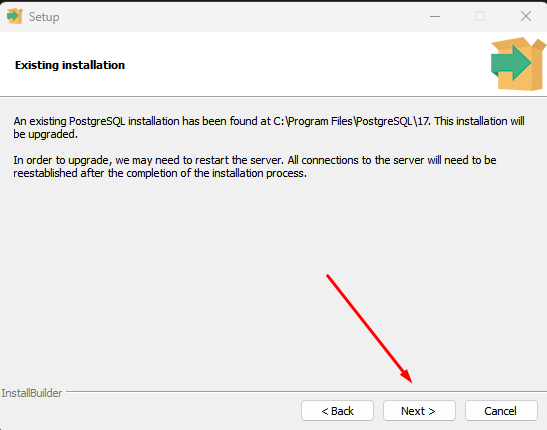 Setup
Existing installation
An existing PostgreSQL installation has been found at C:\Program Files\PostgreSQL\17. This installation will
be upgraded.
In order to upgrade, we may need to restart the server. All connections to the server will need to be
reestablished after the completion of the installation process.
InstallBuilder
< Back
Next >
Cancel